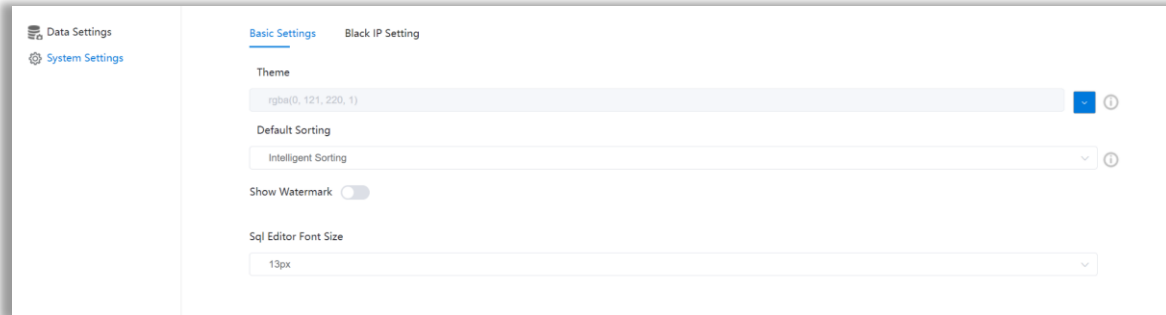 Data Settings
System Settings
Basic Settings
Black IP Setting
Theme
rgba(0, 121, 220, 1)
Default Sorting
Intelligent Sorting
Show Watermark
Sql Editor Font Size
13px